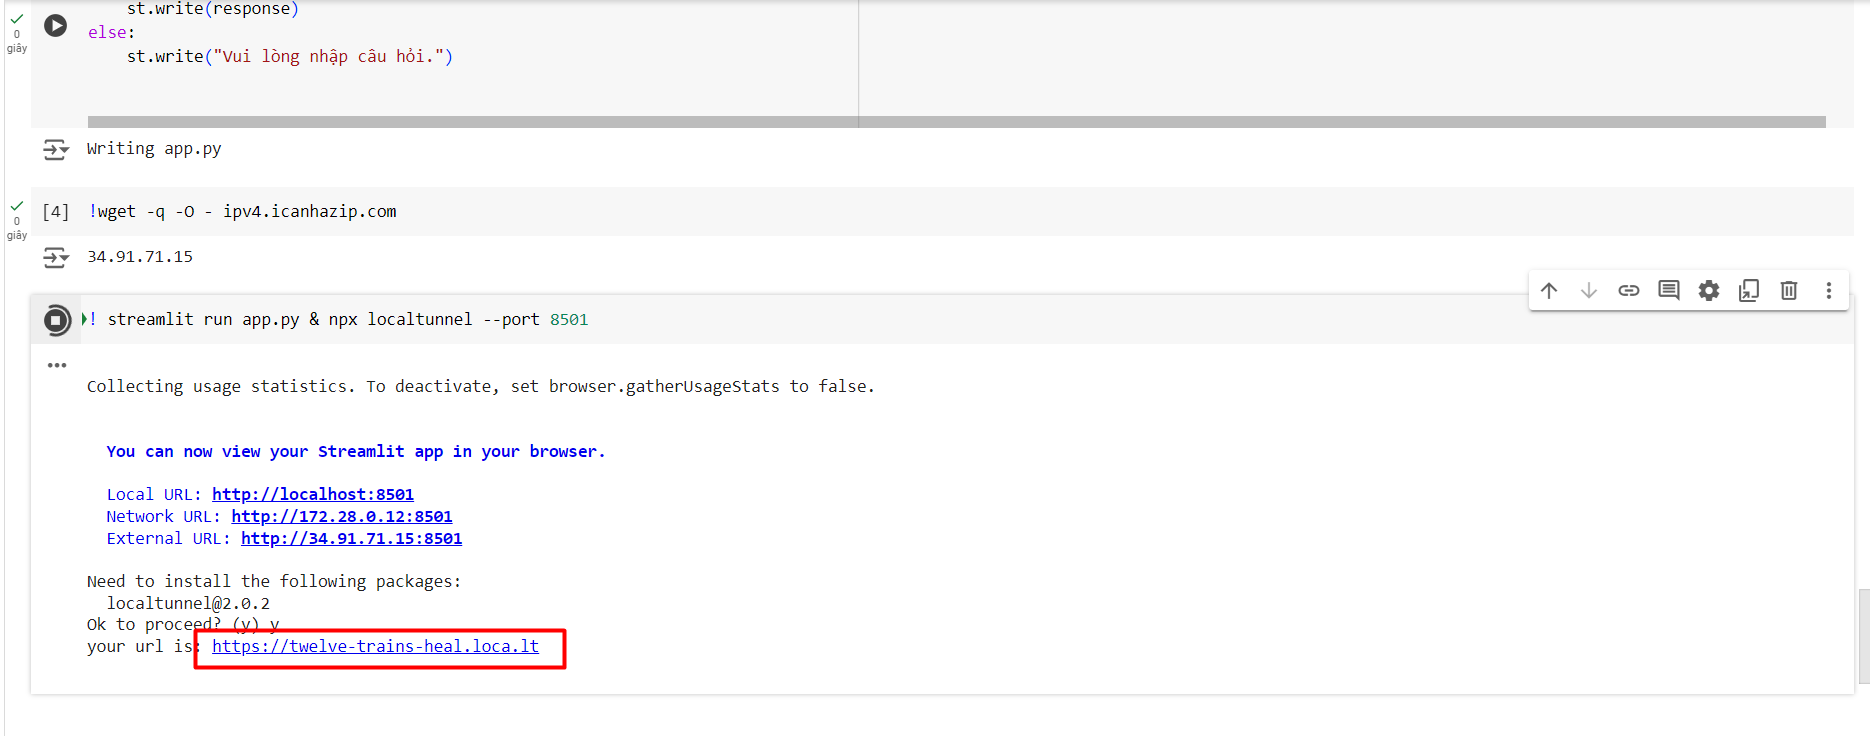 st.write(response)
0
giây
else:
st.write("Vui lòng nhập câu hỏi.")
Writing app.py
0
giây
[4] !wget -q -O - ipv4.icanhazip.com
34.91.71.15
! streamlit run app.py & npx localtunnel --port 8501
Collecting usage statistics. To deactivate, set browser.gatherUsageStats to false.
You can now view your Streamlit app in your browser.
Local URL: http://localhost:8501
Network URL: http://172.28.0.12:8501
External URL: http://34.91.71.15:8501
Need to install the following packages:
localtunnel@2.0.2
Ok to proceed? (y) y
your url is: https://twelve-trains-heal.loca.lt